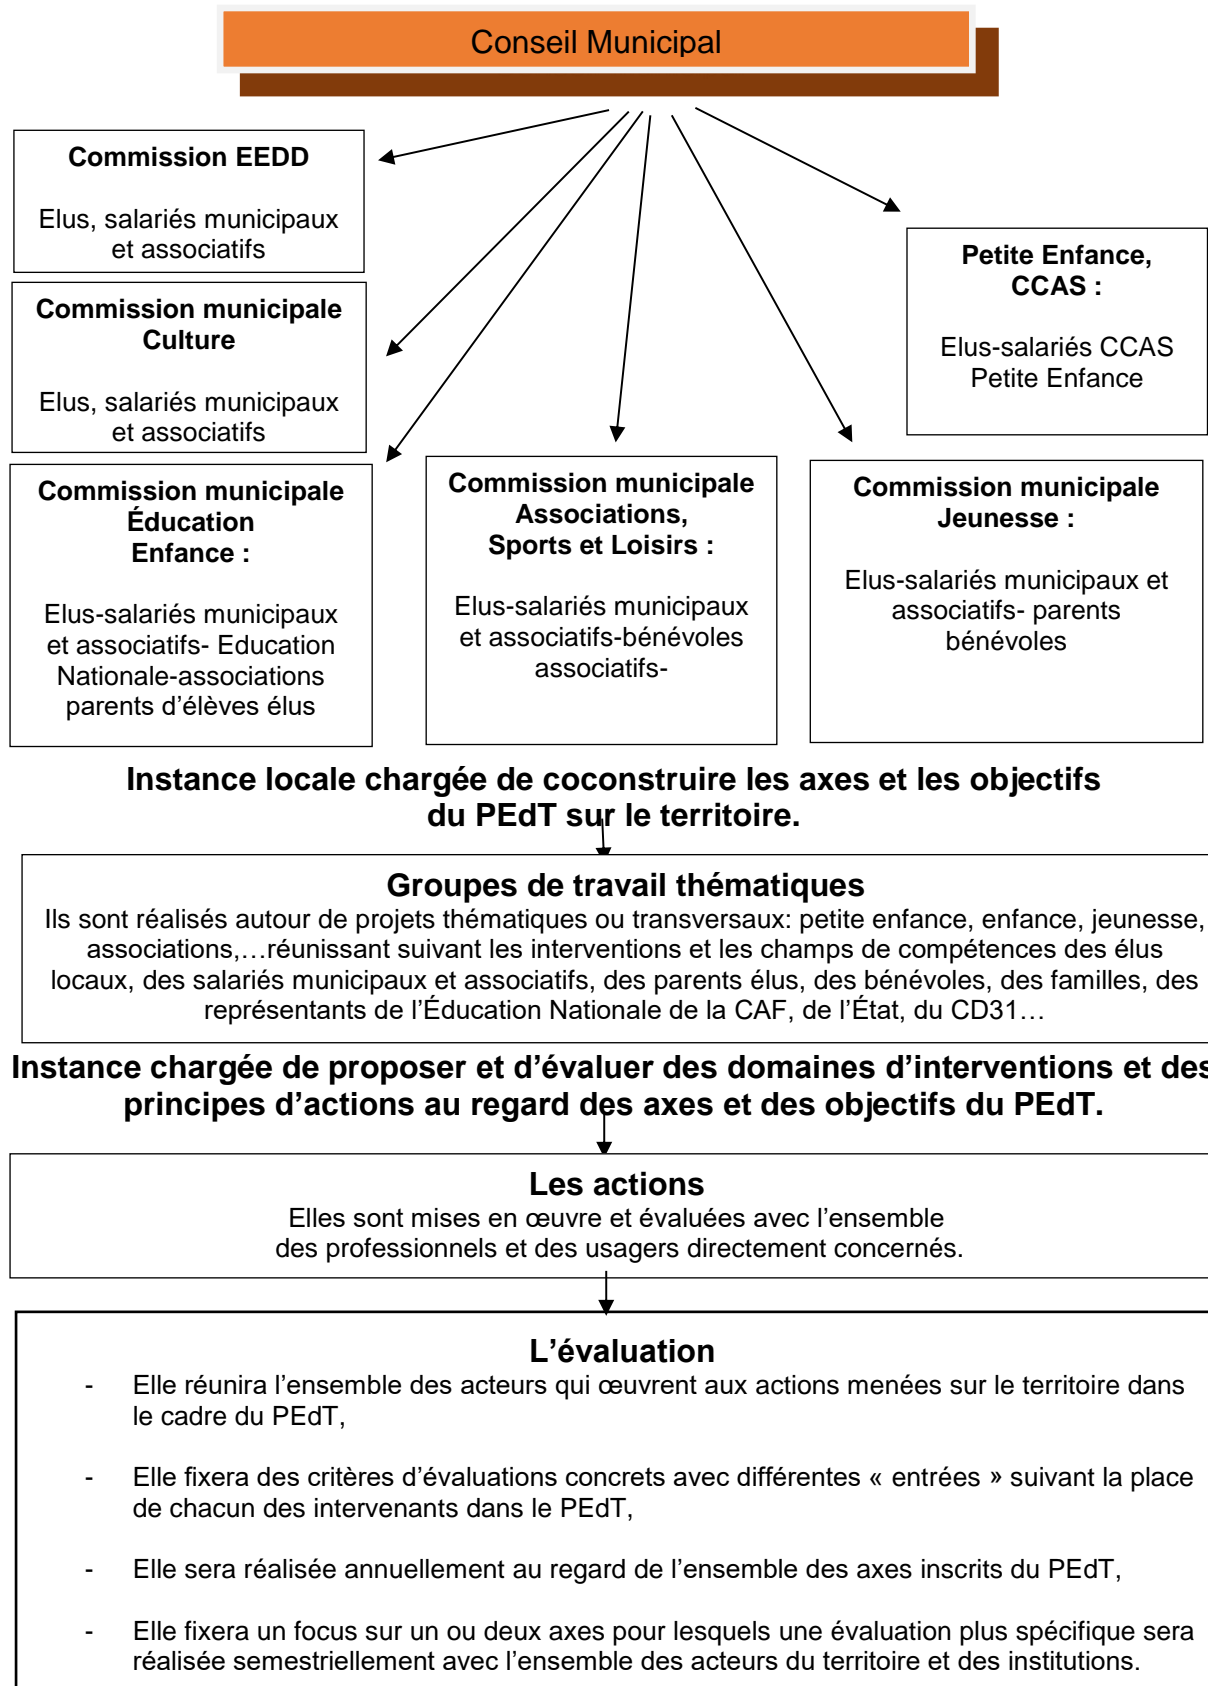 Conseil Municipal
Commission EEDD
Elus, salariés municipaux
et associatifs
Commission municipale
Culture
Elus, salariés municipaux
et associatifs
Petite Enfance,
CCAS :
Elus-salariés CCAS
Petite Enfance
Commission municipale
Éducation
Enfance :
Elus-salariés municipaux
et associatifs- Education
Nationale-associations
parents d’élèves élus
Commission municipale
Associations,
Sports et Loisirs :
Elus-salariés municipaux
et associatifs-bénévoles
associatifs-
Commission municipale
Jeunesse :
Elus-salariés municipaux et
associatifs- parents
bénévoles
Instance locale chargée de coconstruire les axes et les objectifs
du PEdT sur le territoire.
Groupes de travail thématiques
Ils sont réalisés autour de projets thématiques ou transversaux: petite enfance, enfance, jeunesse,
associations,…réunissant suivant les interventions et les champs de compétences des élus
locaux, des salariés municipaux et associatifs, des parents élus, des bénévoles, des familles, des
représentants de l’Éducation Nationale de la CAF, de l’État, du CD31…
Instance chargée de proposer et d’évaluer des domaines d’interventions et des
principes d’actions au regard des axes et des objectifs du PEdT.
Les actions
Elles sont mises en œuvre et évaluées avec l’ensemble
des professionnels et des usagers directement concernés.
L’évaluation
- Elle réunira l’ensemble des acteurs qui œuvrent aux actions menées sur le territoire dans
le cadre du PEdT,
- Elle fixera des critères d’évaluations concrets avec différentes « entrées » suivant la place
de chacun des intervenants dans le PEdT,
- Elle sera réalisée annuellement au regard de l’ensemble des axes inscrits du PEdT,
- Elle fixera un focus sur un ou deux axes pour lesquels une évaluation plus spécifique sera
réalisée semestriellement avec l’ensemble des acteurs du territoire et des institutions.